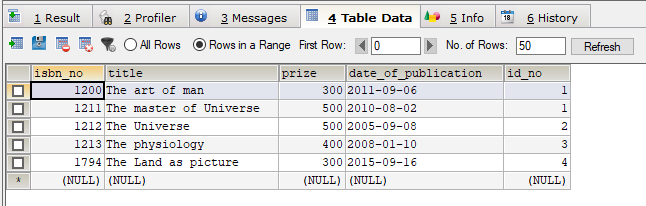 1 Result 2 Profiler 3 Messages 4 Table Data 5 Info 6 History
All Rows Rows in a Range First Row: 0 No. of Rows: 50 Refresh
isbn_no title prize date_of_publication id_no
1200 The art of man 300 2011-09-06 1
1211 The master of Universe 500 2010-08-02 1
1212 The Universe 500 2005-09-08 2
1213 The physiology 400 2008-01-10 3
1794 The Land as picture 300 2015-09-16 4
* (NULL) (NULL) (NULL) (NULL) (NULL)